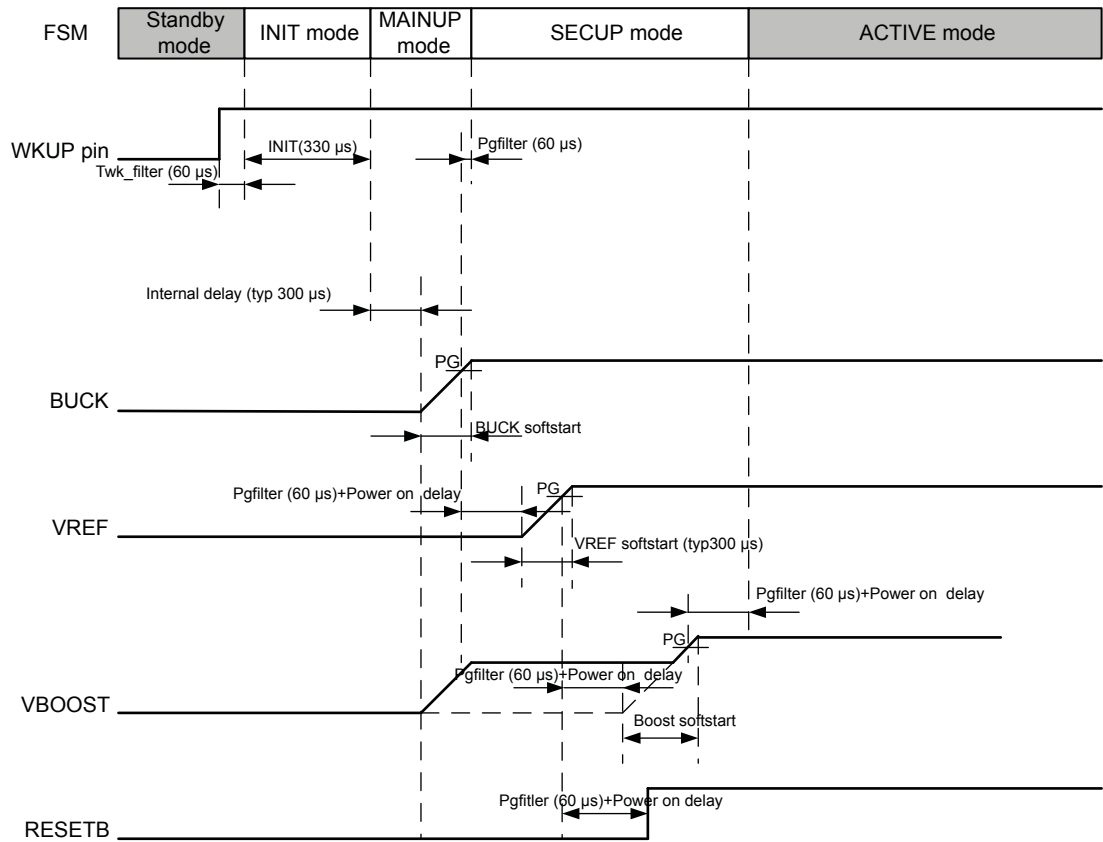 FSM
Standby
mode
INIT mode
MAINUP
mode
SECUP mode
ACTIVE mode
WKUP pin
INIT(330 µs)
Pgfilter (60 µs)
Twk_filter (60 µs)
Internal delay (typ 300 µs)
PG
BUCK
BUCK softstart
Pgfilter (60 µs)+Power on delay
PG
VREF
VREF softstart (typ300 µs)
Pgfilter (60 µs)+Power on delay
PG
Pgfilter (60 µs)+Power on delay
VBOOST
Boost softstart
Pgfitler (60 µs)+Power on delay
RESETB